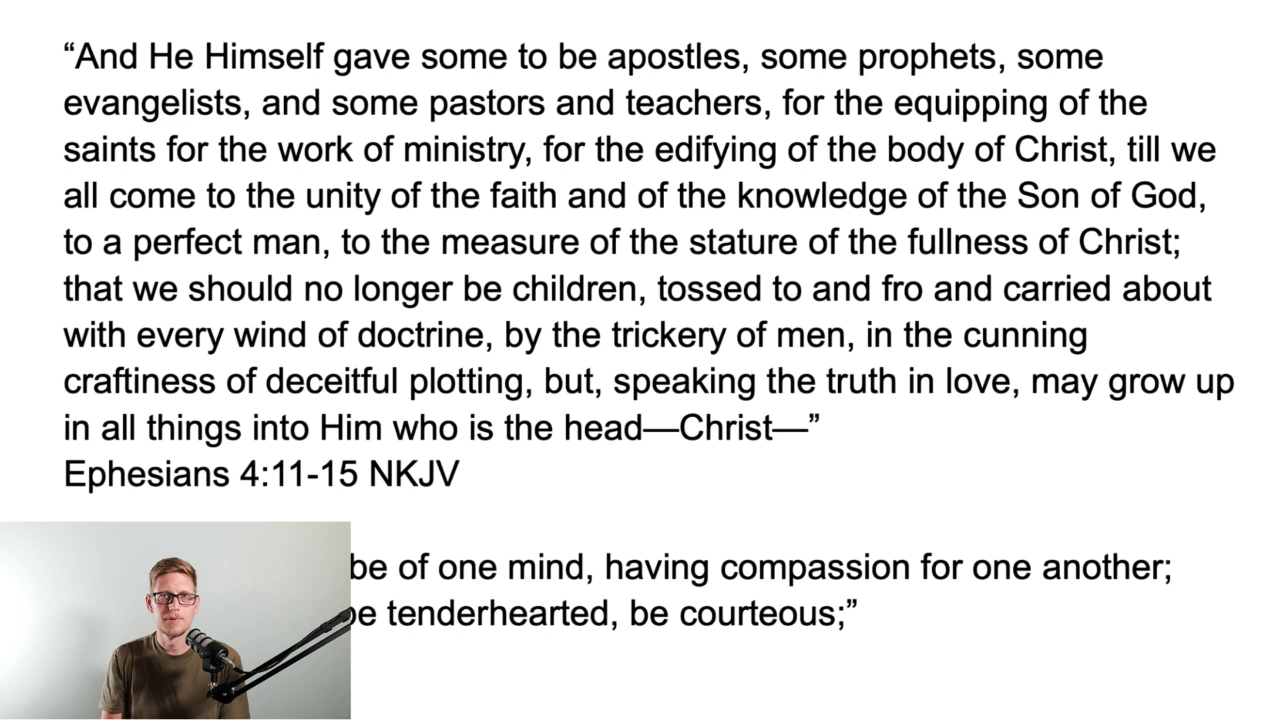 “And He Himself gave some to be apostles, some prophets, some
evangelists, and some pastors and teachers, for the equipping of the
saints for the work of ministry, for the edifying of the body of Christ, till we
all come to the unity of the faith and of the knowledge of the Son of God,
to a perfect man, to the measure of the stature of the fullness of Christ;
that we should no longer be children, tossed to and fro and carried about
with every wind of doctrine, by the trickery of men, in the cunning
craftiness of deceitful plotting, but, speaking the truth in love, may grow up
in all things into Him who is the head—Christ—”
Ephesians 4:11-15 NKJV
be of one mind, having compassion for one another;
be tenderhearted, be courteous;”